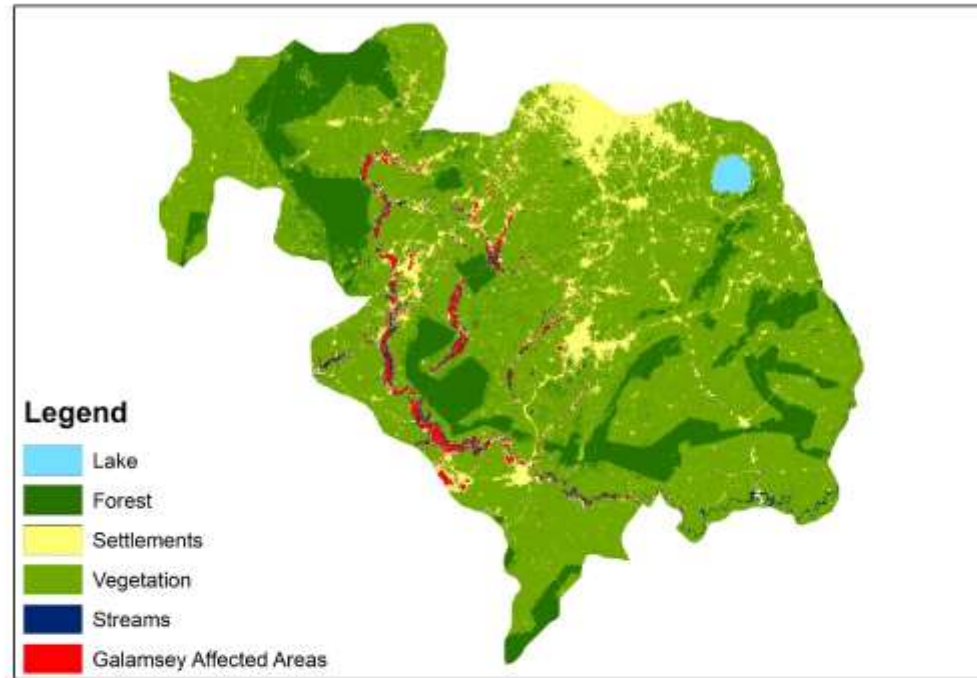 Legend
Lake
Forest
Settlements
Vegetation
Streams
Galamsey Affected Areas